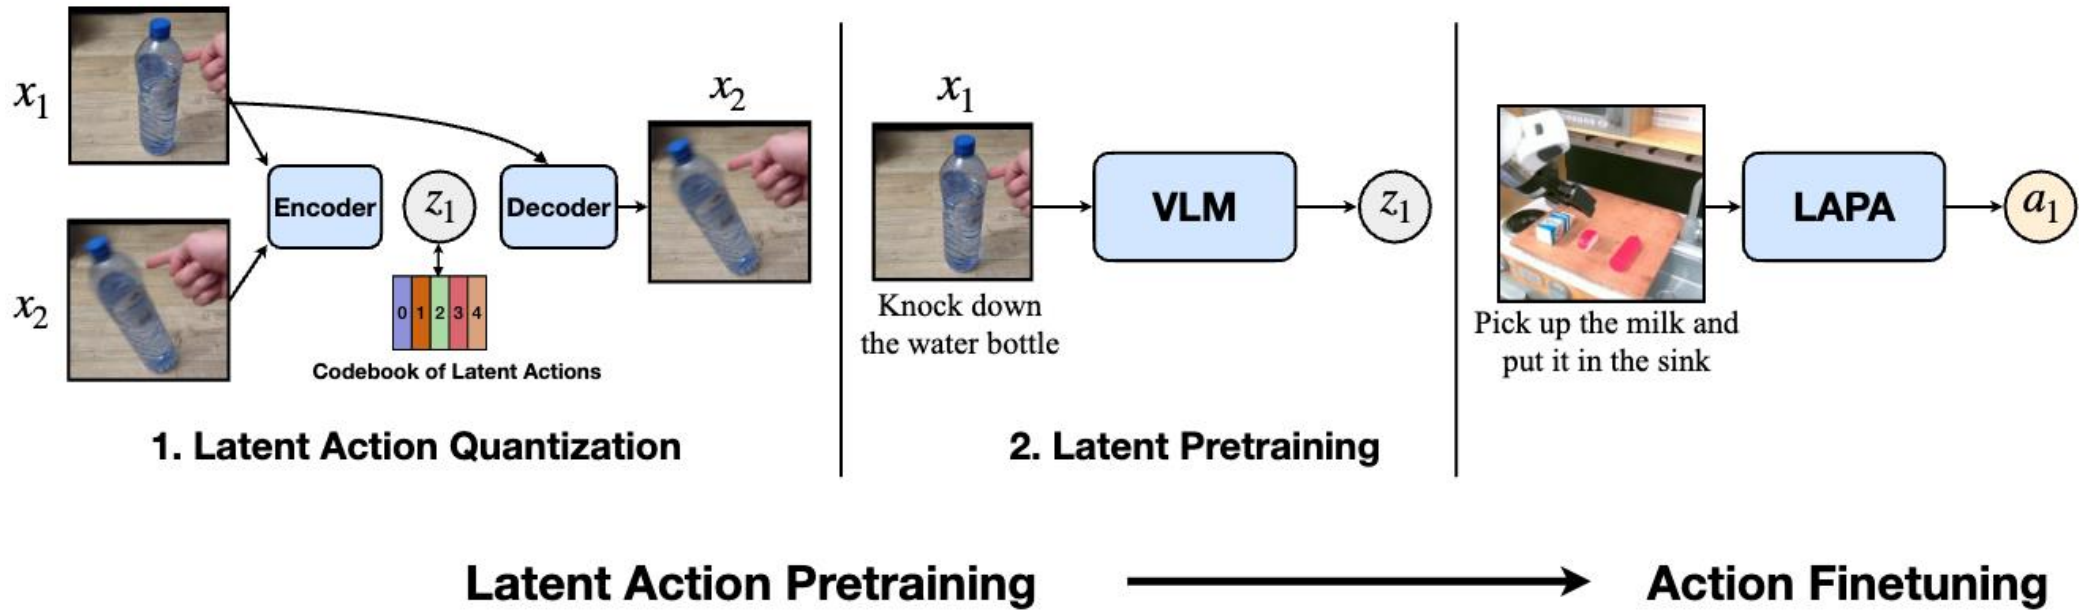 x1
x2
Encoder
z1
Decoder
x2
0 1 2 3 4
Codebook of Latent Actions
1. Latent Action Quantization
x1
VLM
z1
Knock down
the water bottle
2. Latent Pretraining
LAPA
a1
Pick up the milk and
put it in the sink
Latent Action Pretraining
Action Finetuning